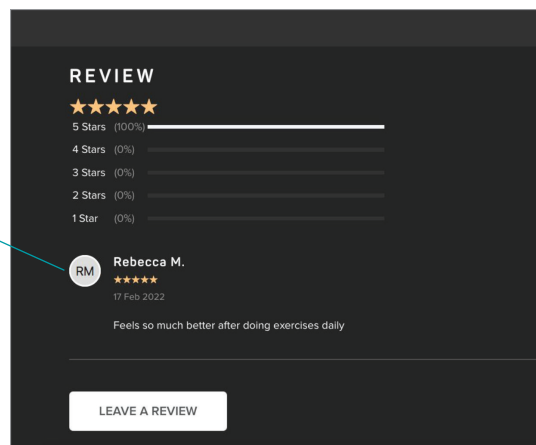 REVIEW
5 Stars (100%)
4 Stars (0%)
3 Stars (0%)
2 Stars (0%)
1 Star (0%)
RM
Rebecca M.
17 Feb 2022
Feels so much better after doing exercises daily
LEAVE A REVIEW